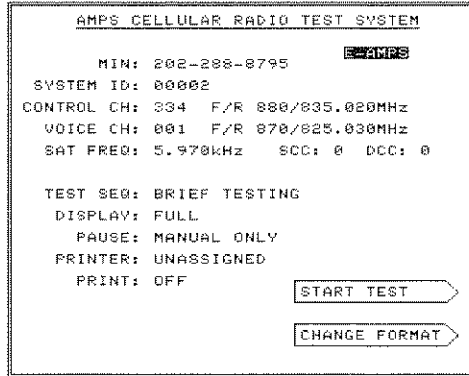 AMPS CELLULAR RADIO TEST SYSTEM
E-AMPS
MIN: 202-288-8795
SYSTEM ID: 00002
CONTROL CH: 334 F/R 880/835.020MHz
VOICE CH: 001 F/R 870/825.030MHz
SAT FREQ: 5.970kHz SCC: 0 DCC: 0
TEST SEQ: BRIEF TESTING
DISPLAY: FULL
PAUSE: MANUAL ONLY
PRINTER: UNASSIGNED
PRINT: OFF
START TEST
CHANGE FORMAT